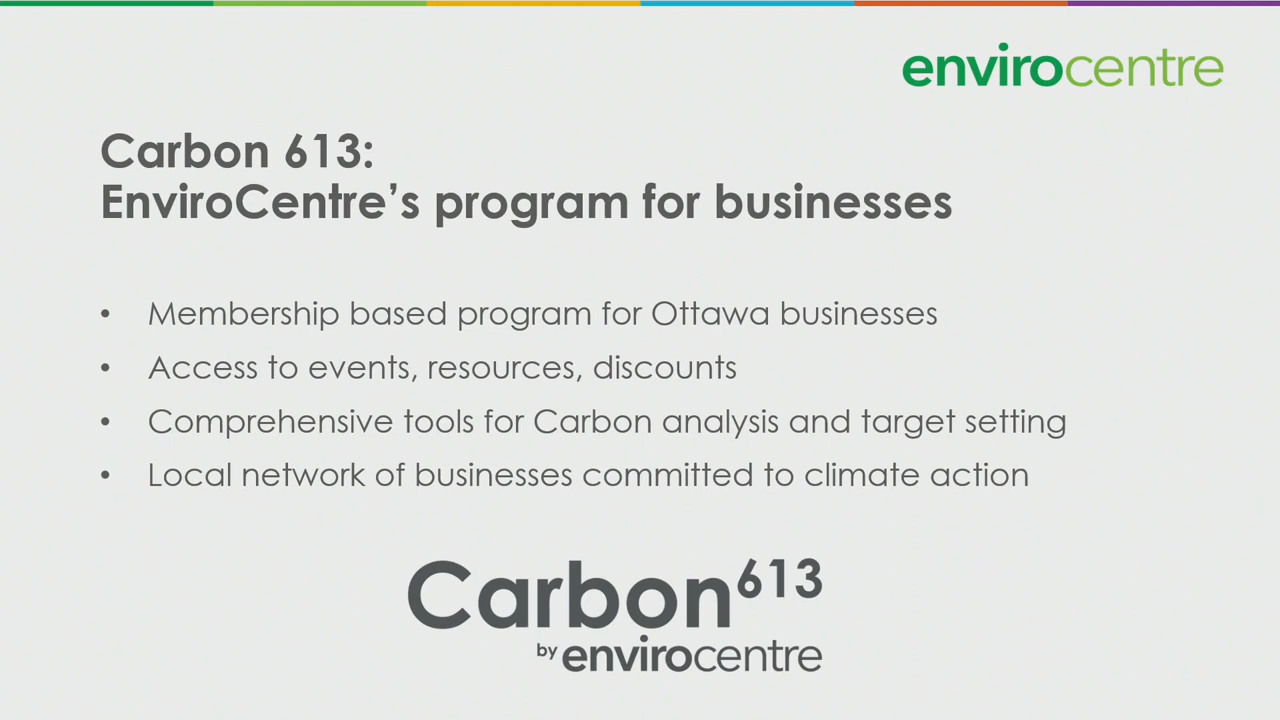 envirocentre
Carbon 613:
EnviroCentre’s program for businesses
• Membership based program for Ottawa businesses
• Access to events, resources, discounts
• Comprehensive tools for Carbon analysis and target setting
• Local network of businesses committed to climate action
Carbon⁶¹³
by envirocentre